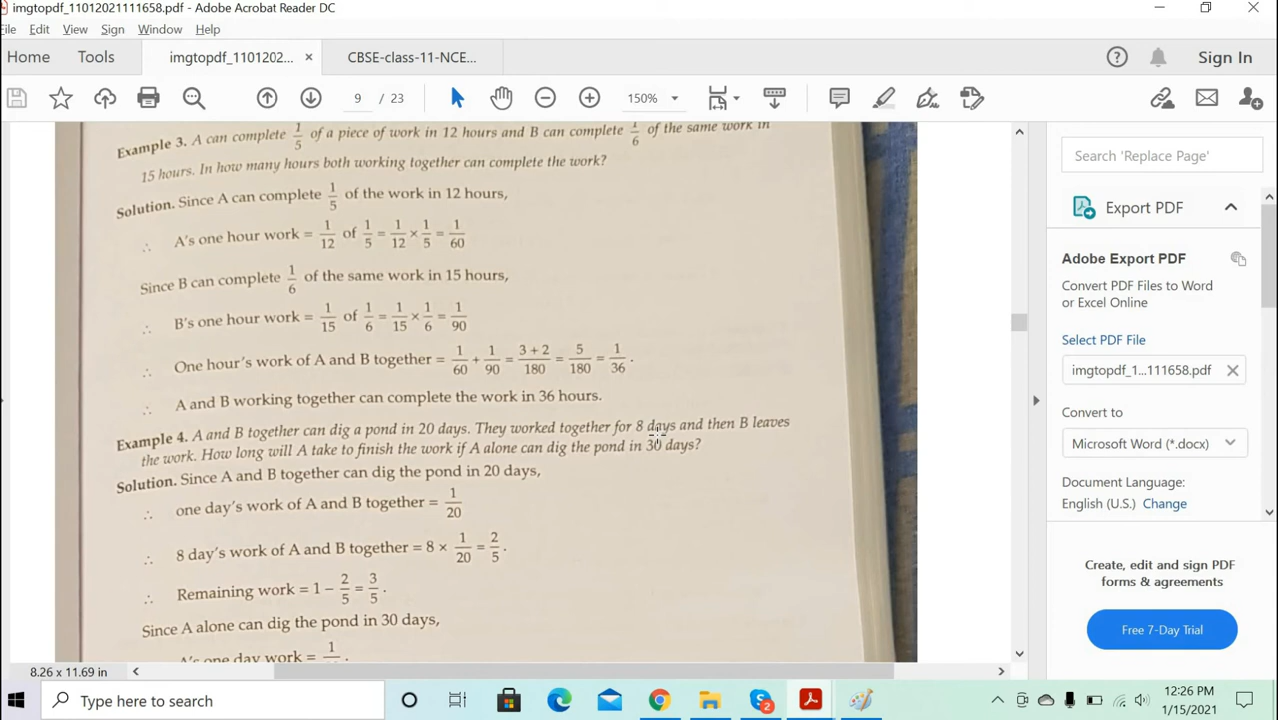 imgtopdf_11012021111658.pdf - Adobe Acrobat Reader DC
File Edit View Sign Window Help
Home Tools imgtopdf_1101202... × CBSE-class-11-NCE... Sign In
9 / 23 150%
Example 3. A can complete 1/5 of a piece of work in 12 hours and B can complete 1/6 of the same work in
15 hours. In how many hours both working together can complete the work?
Solution. Since A can complete 1/5 of the work in 12 hours,
∴ A's one hour work = 1/12 of 1/5 = 1/12 × 1/5 = 1/60
Since B can complete 1/6 of the same work in 15 hours,
∴ B's one hour work = 1/15 of 1/6 = 1/15 × 1/6 = 1/90
∴ One hour's work of A and B together = 1/60 + 1/90 = 3 + 2/180 = 5/180 = 1/36 .
∴ A and B working together can complete the work in 36 hours.
Example 4. A and B together can dig a pond in 20 days. They worked together for 8 days and then B leaves
the work. How long will A take to finish the work if A alone can dig the pond in 30 days?
Solution. Since A and B together can dig the pond in 20 days,
∴ one day's work of A and B together = 1/20
∴ 8 day's work of A and B together = 8 × 1/20 = 2/5 .
∴ Remaining work = 1 − 2/5 = 3/5 .
Since A alone can dig the pond in 30 days,
A's one day work = 1
8.26 x 11.69 in
Search 'Replace Page'
Export PDF
Adobe Export PDF
Convert PDF Files to Word
or Excel Online
Select PDF File
imgtopdf_1...111658.pdf ×
Convert to
Microsoft Word (*.docx)
Document Language:
English (U.S.) Change
Create, edit and sign PDF
forms & agreements
Free 7-Day Trial
Type here to search
2
12:26 PM
1/15/2021